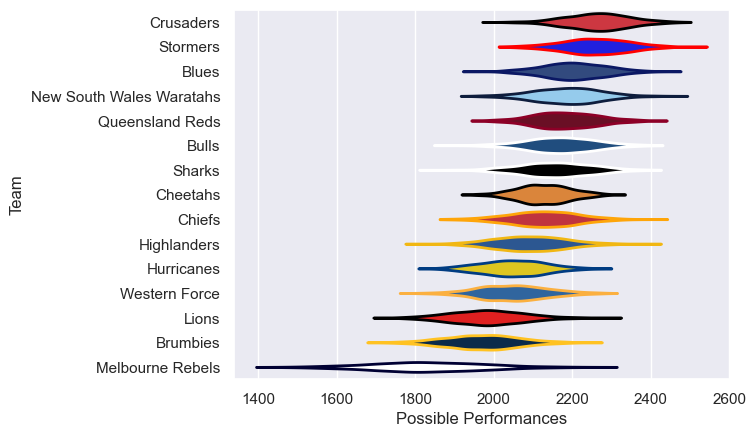 Crusaders
Stormers
Blues
New South Wales Waratahs
Queensland Reds
Bulls
Sharks
Cheetahs
Chiefs
Highlanders
Hurricanes
Western Force
Lions
Brumbies
Melbourne Rebels
Team
1400 1600 1800 2000 2200 2400 2600
Possible Performances